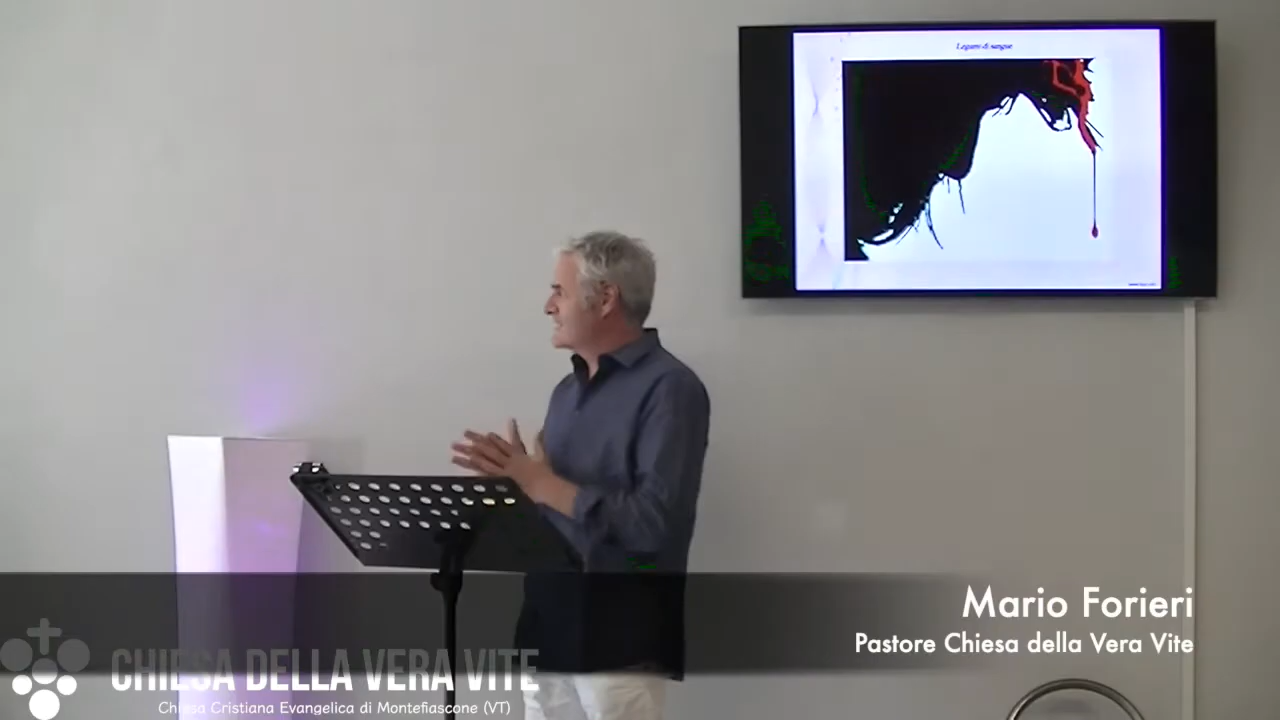 Legami di sangue
Mario Forieri
Pastore Chiesa della Vera Vite
CHIESA DELLA VERA VITE
Chiesa Cristiana Evangelica di Montefiascone (VT)